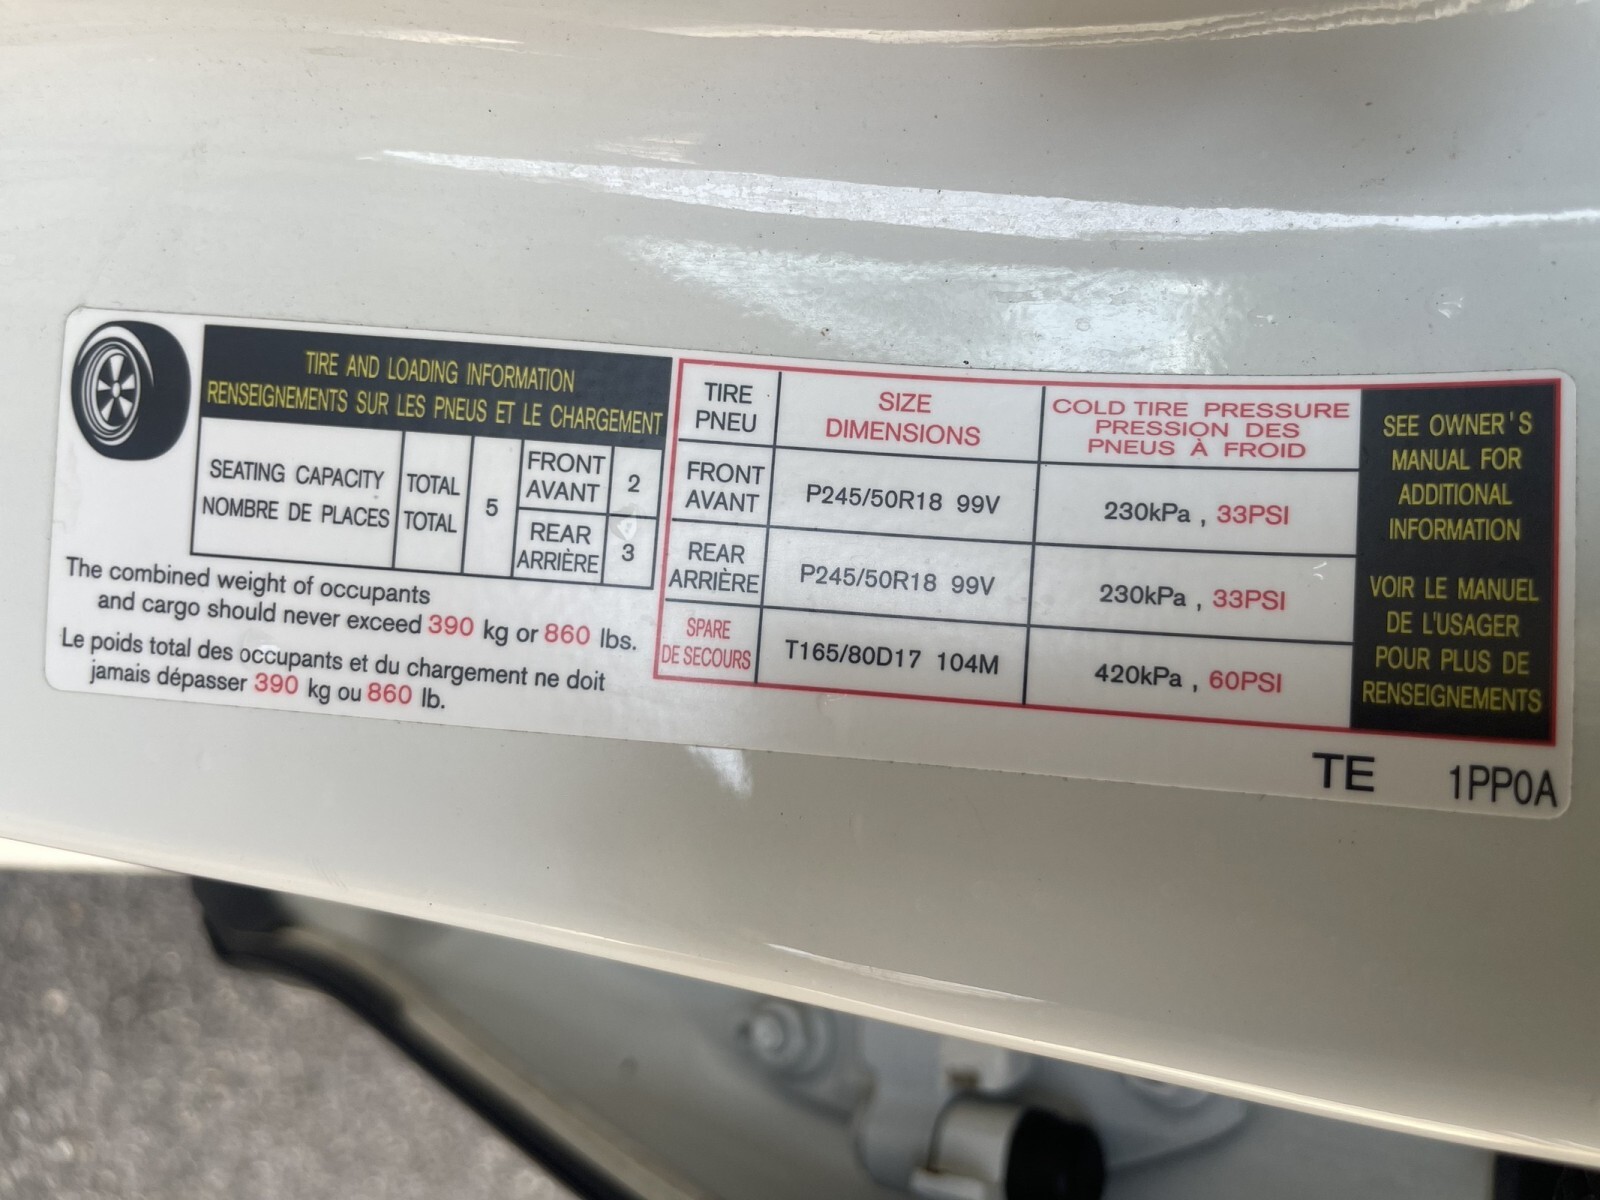 TIRE AND LOADING INFORMATION
RENSEIGNEMENTS SUR LES PNEUS ET LE CHARGEMENT
SEATING CAPACITY
NOMBRE DE PLACES
TOTAL
TOTAL
5
FRONT
AVANT
2
REAR
ARRIÈRE
3
The combined weight of occupants
and cargo should never exceed 390 kg or 860 lbs.
Le poids total des occupants et du chargement ne doit
jamais dépasser 390 kg ou 860 lb.
TIRE
PNEU
SIZE
DIMENSIONS
COLD TIRE PRESSURE
PRESSION DES
PNEUS À FROID
FRONT
AVANT
P245/50R18 99V
230kPa , 33PSI
REAR
ARRIÈRE
P245/50R18 99V
230kPa , 33PSI
SPARE
DE SECOURS
T165/80D17 104M
420kPa , 60PSI
SEE OWNER'S
MANUAL FOR
ADDITIONAL
INFORMATION
VOIR LE MANUEL
DE L'USAGER
POUR PLUS DE
RENSEIGNEMENTS
TE 1PP0A